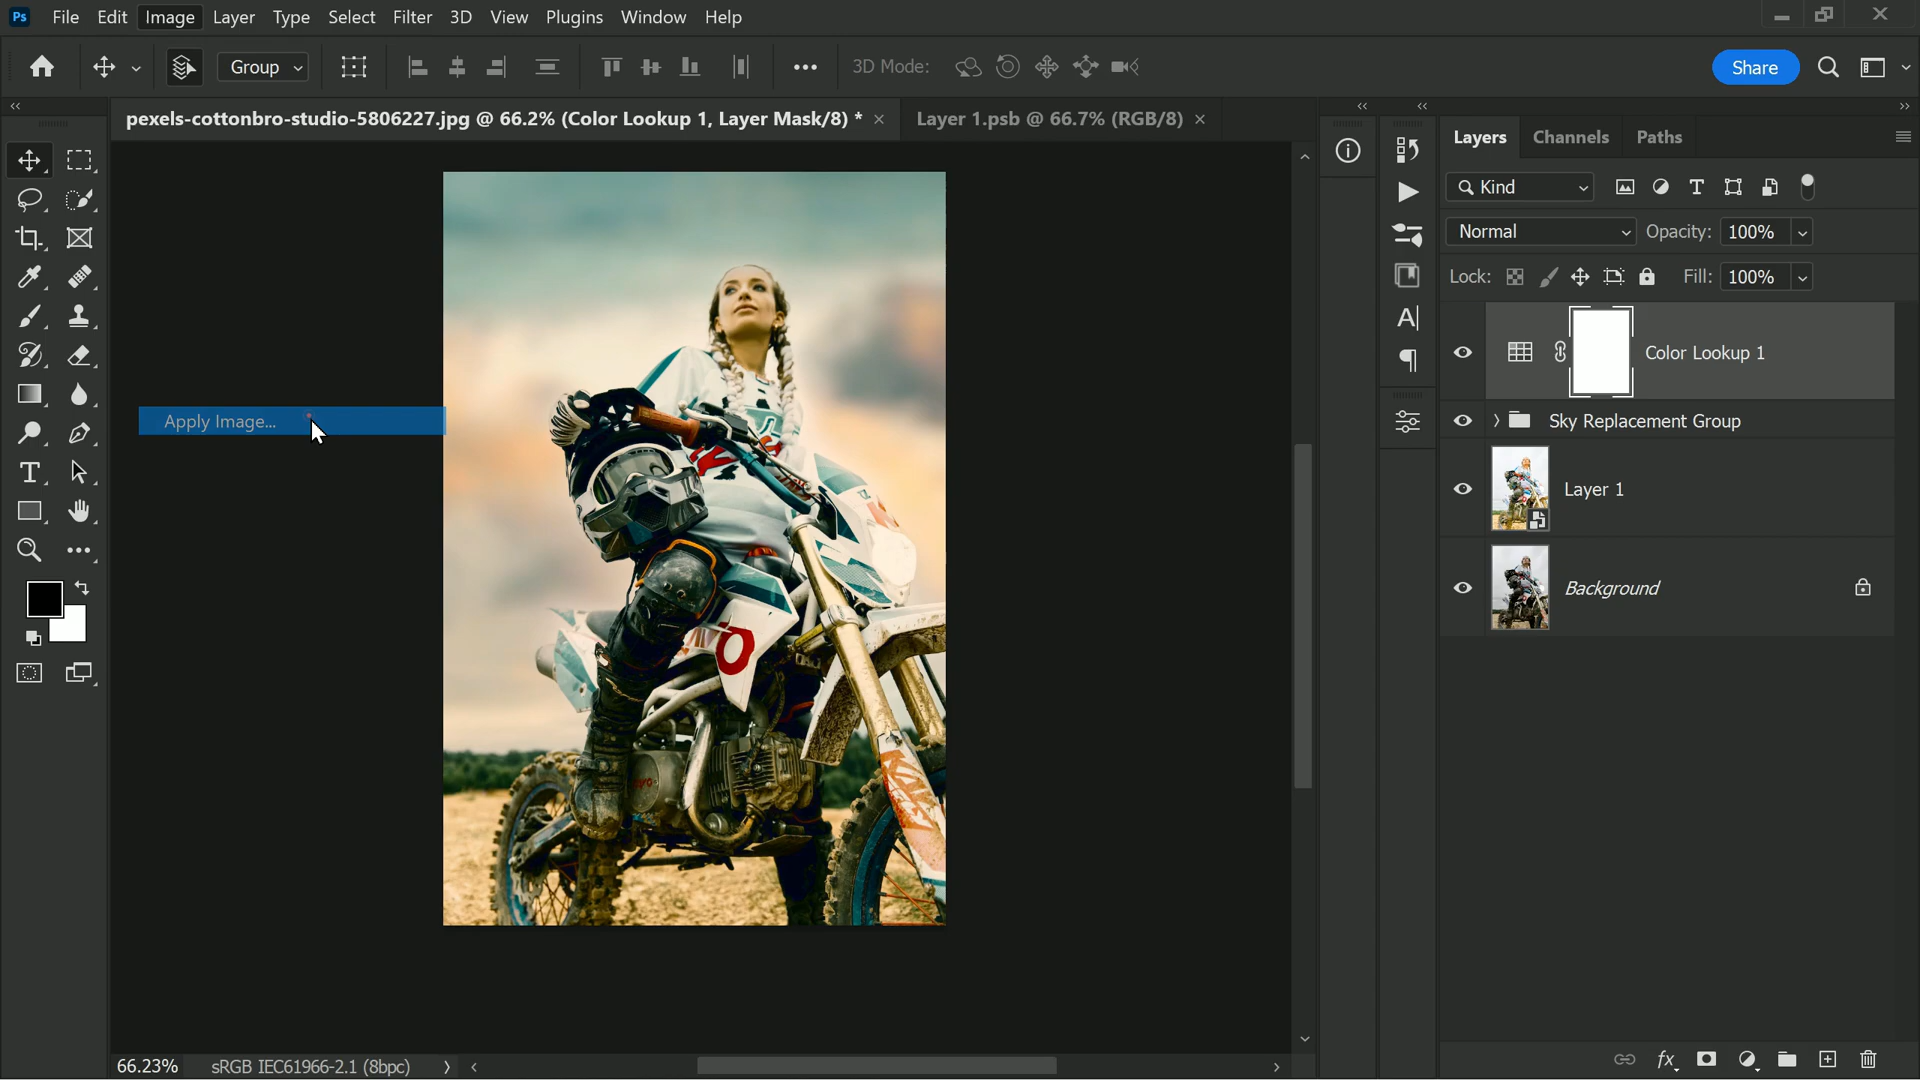 Ps File Edit Image Layer Type Select Filter 3D View Plugins Window Help
Group 3D Mode: Share
pexels-cottonbro-studio-5806227.jpg @ 66.2% (Color Lookup 1, Layer Mask/8) * Layer 1.psb @ 66.7% (RGB/8)
Layers Channels Paths
Kind
Normal Opacity: 100%
Lock: Fill: 100%
Color Lookup 1
Apply Image...
Sky Replacement Group
Layer 1
Background
66.23% sRGB IEC61966-2.1 (8bpc)